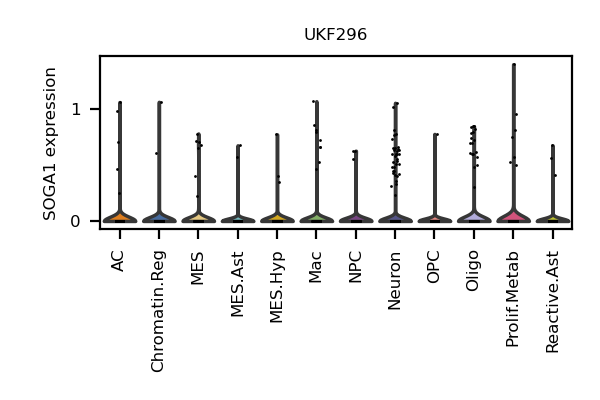 UKF296
SOGA1 expression
1
0
AC
Chromatin.Reg
MES
MES.Ast
MES.Hyp
Mac
NPC
Neuron
OPC
Oligo
Prolif.Metab
Reactive.Ast